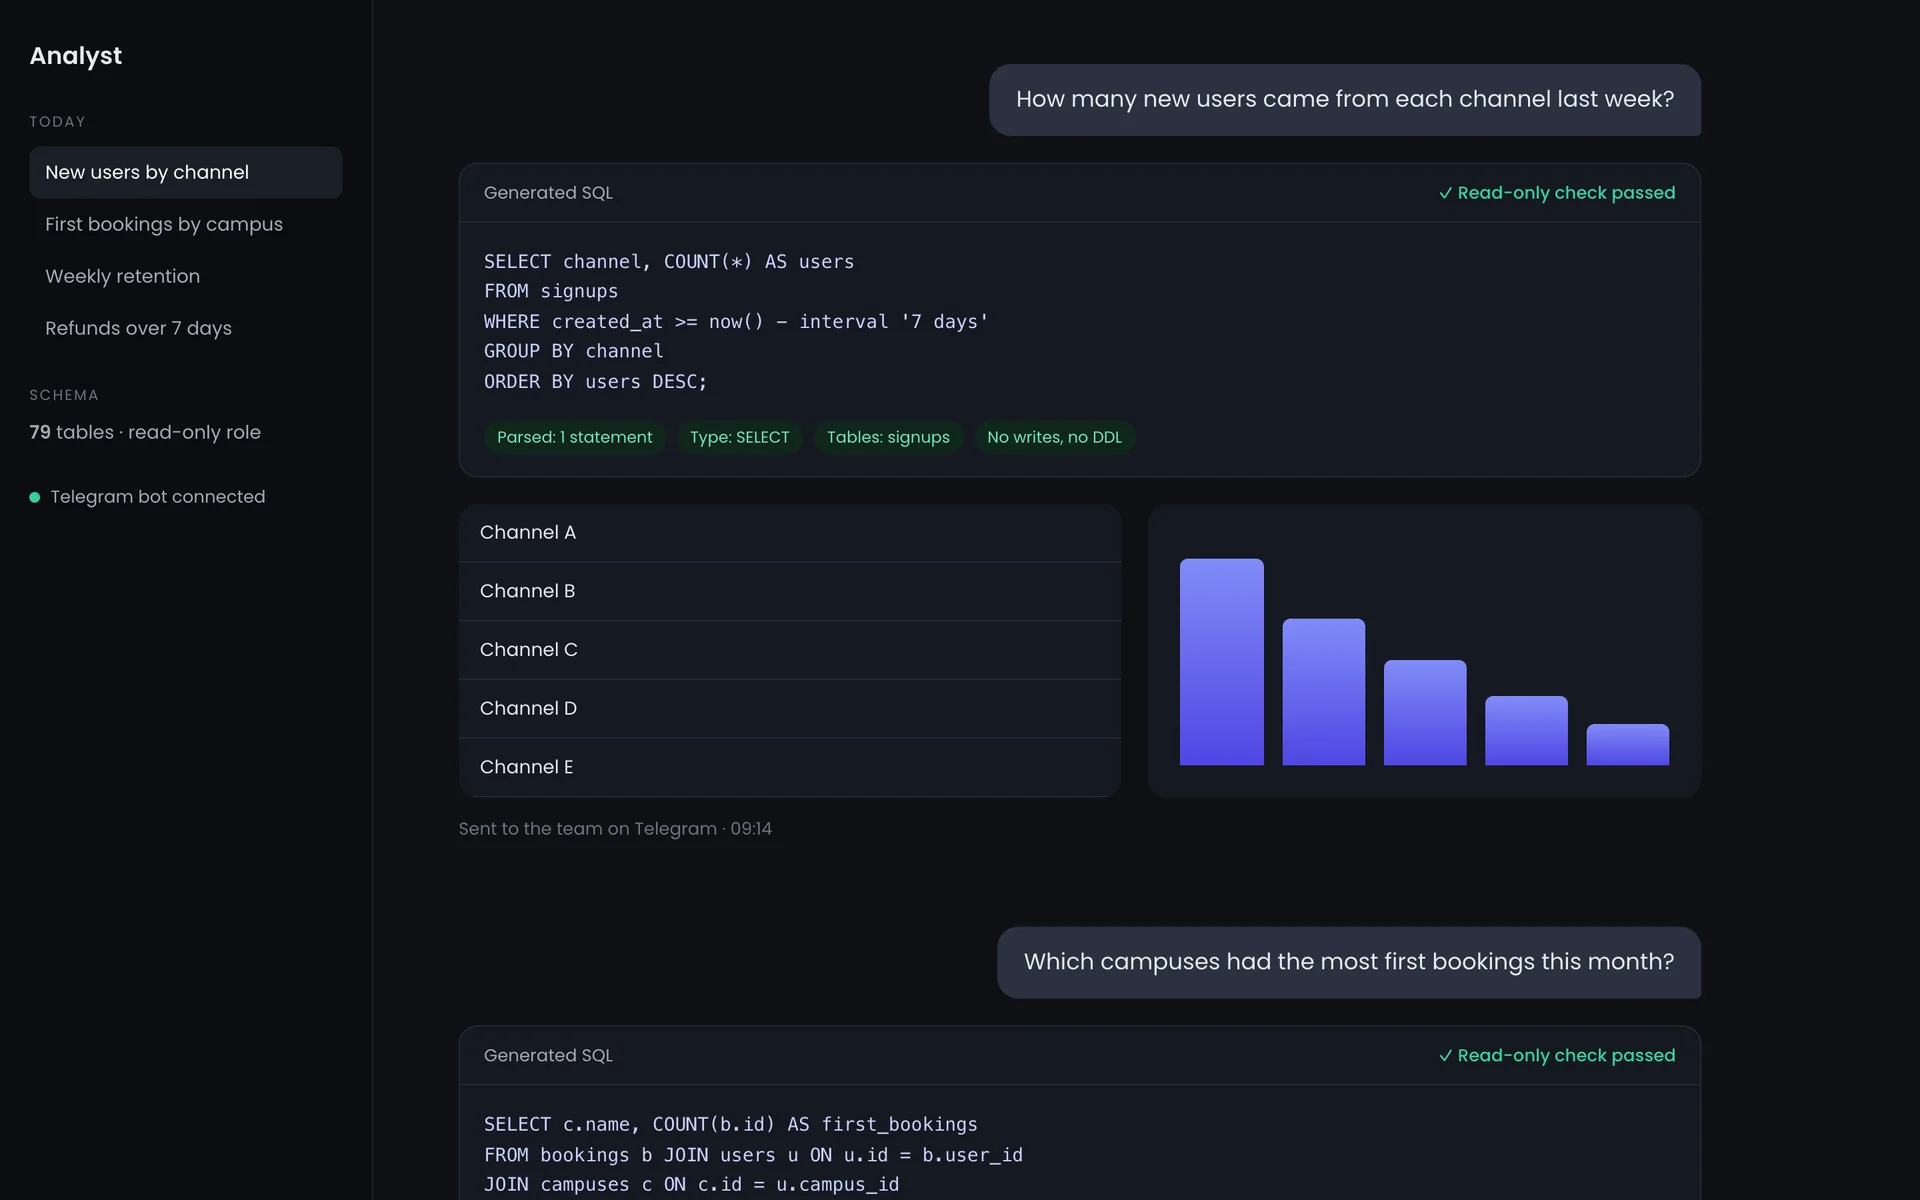 Analyst
TODAY
New users by channel
First bookings by campus
Weekly retention
Refunds over 7 days
SCHEMA
79 tables · read-only role
Telegram bot connected
How many new users came from each channel last week?
Generated SQL
✓ Read-only check passed
SELECT channel, COUNT(*) AS users
FROM signups
WHERE created_at >= now() - interval '7 days'
GROUP BY channel
ORDER BY users DESC;
Parsed: 1 statement
Type: SELECT
Tables: signups
No writes, no DDL
Channel A
Channel B
Channel C
Channel D
Channel E
Sent to the team on Telegram · 09:14
Which campuses had the most first bookings this month?
Generated SQL
✓ Read-only check passed
SELECT c.name, COUNT(b.id) AS first_bookings
FROM bookings b JOIN users u ON u.id = b.user_id
JOIN campuses c ON c.id = u.campus_id